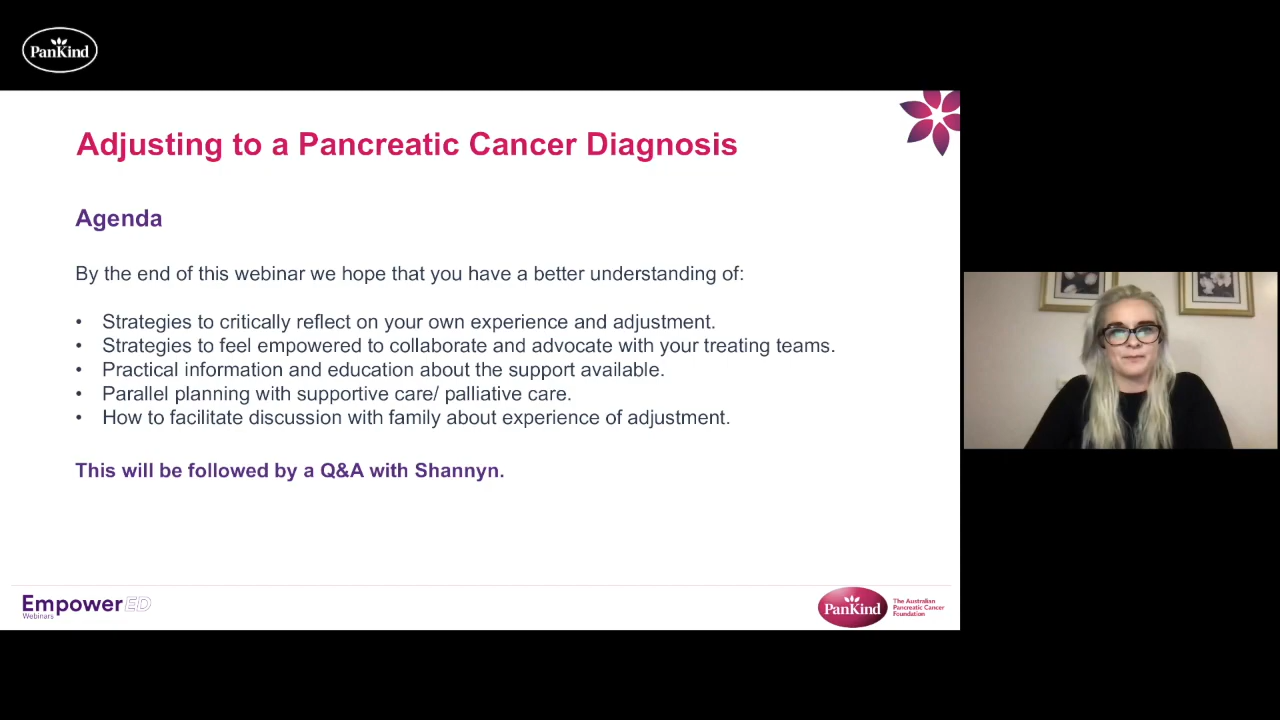 PanKind
Adjusting to a Pancreatic Cancer Diagnosis
Agenda
By the end of this webinar we hope that you have a better understanding of:
• Strategies to critically reflect on your own experience and adjustment.
• Strategies to feel empowered to collaborate and advocate with your treating teams.
• Practical information and education about the support available.
• Parallel planning with supportive care/ palliative care.
• How to facilitate discussion with family about experience of adjustment.
This will be followed by a Q&A with Shannyn.
EmpowerED
Webinars
PanKind
The Australian
Pancreatic Cancer
Foundation